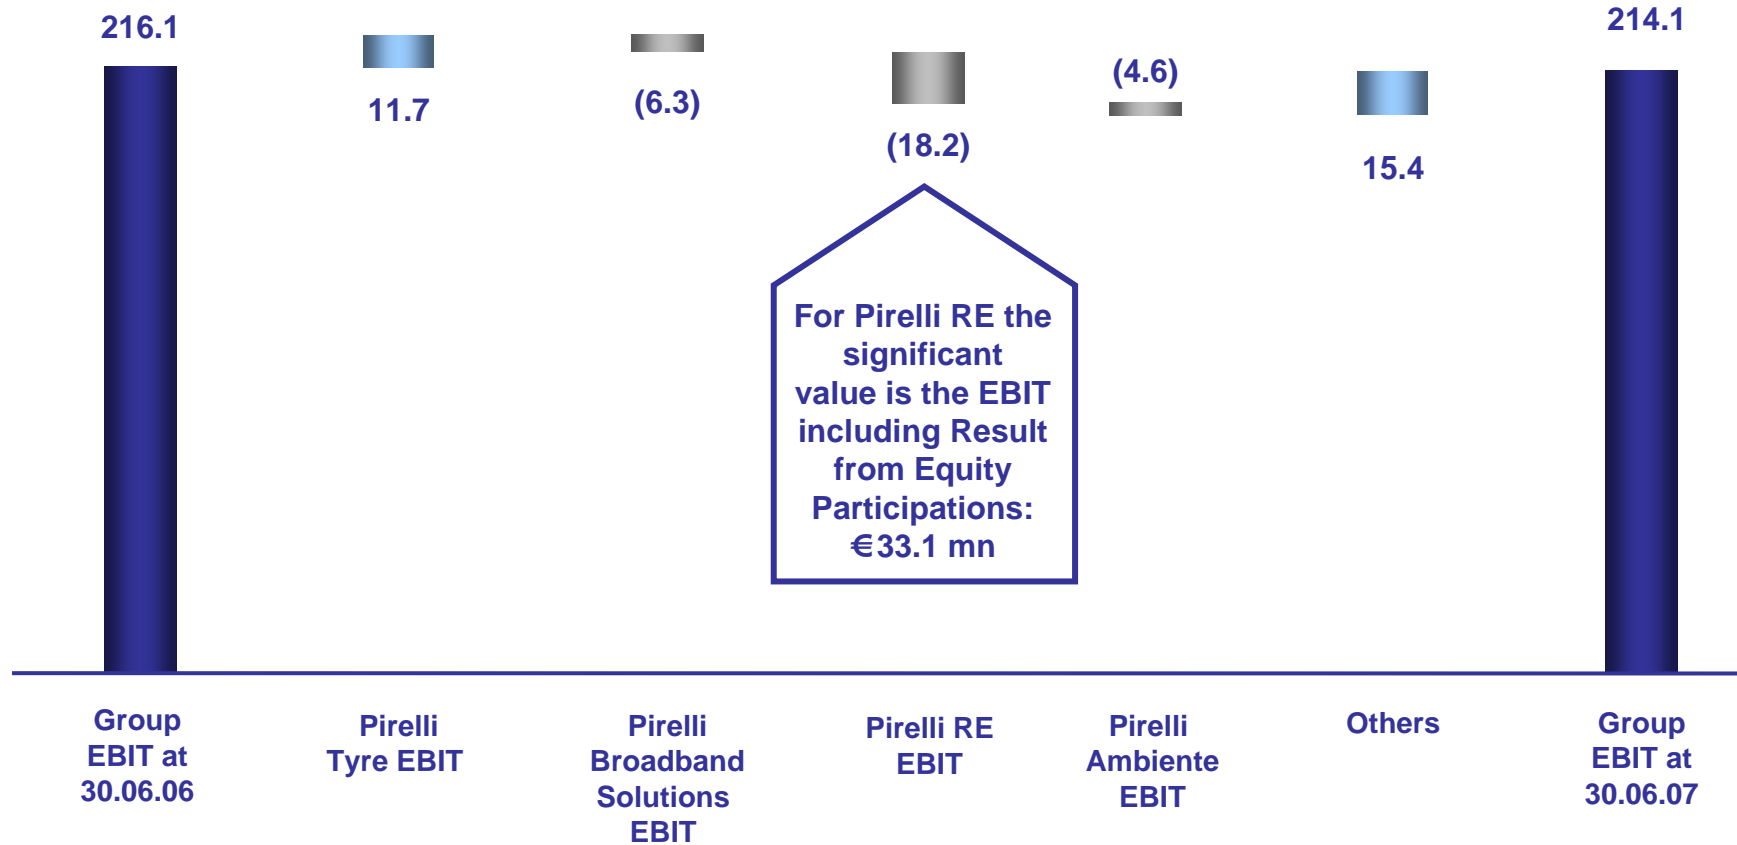 216.1
11.7
(6.3)
(18.2)
(4.6)
15.4
214.1
For Pirelli RE the
significant
value is the EBIT
including Result
from Equity
Participations:
€33.1 mn
Group
EBIT at
30.06.06
Pirelli
Tyre EBIT
Pirelli
Broadband
Solutions
EBIT
Pirelli RE
EBIT
Pirelli
Ambiente
EBIT
Others
Group
EBIT at
30.06.07